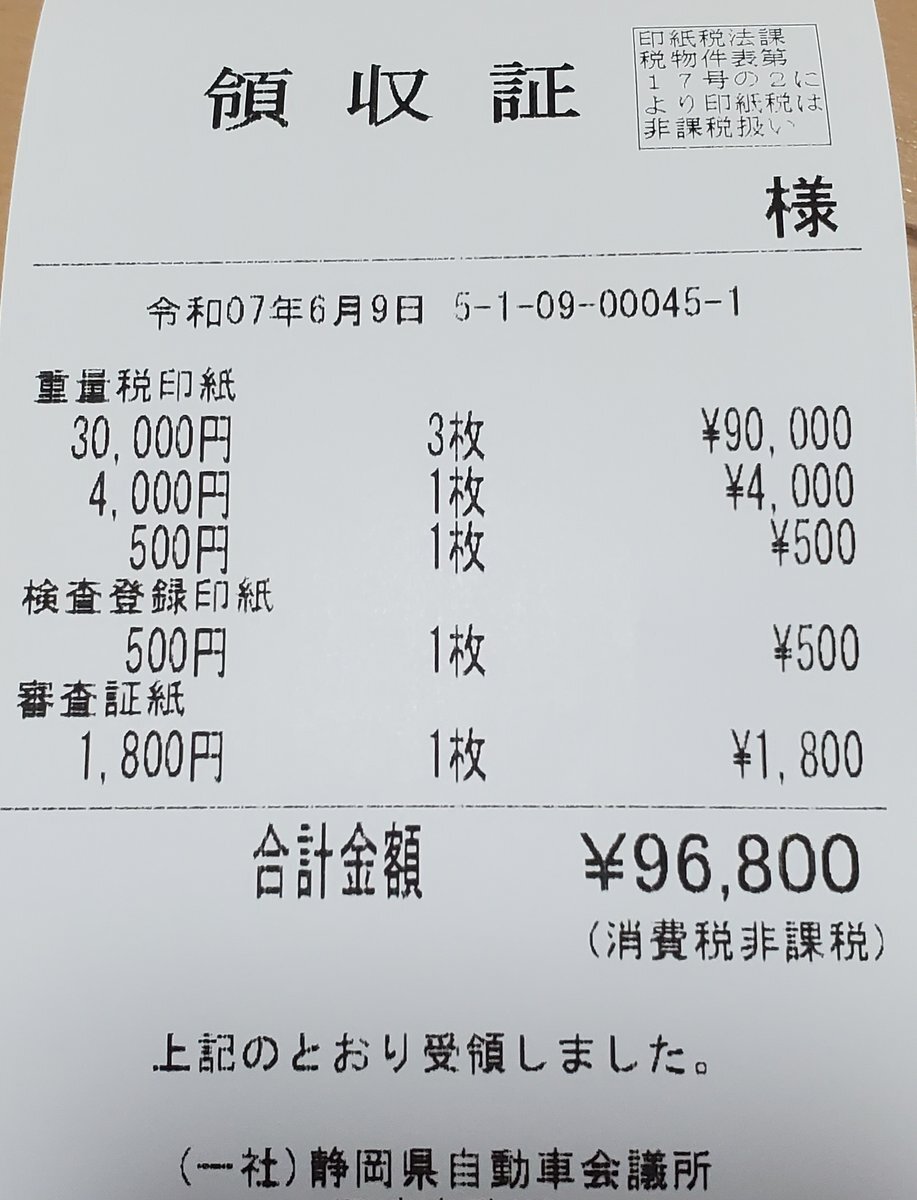 領収証
印紙税法課
税物件表第
17号の2に
より印紙税は
非課税扱い
様
令和07年6月9日 5-1-09-00045-1
重量税印紙
30,000円 3枚 ¥90,000
4,000円 1枚 ¥4,000
500円 1枚 ¥500
検査登録印紙
500円 1枚 ¥500
審査証紙
1,800円 1枚 ¥1,800
合計金額 ¥96,800
(消費税非課税)
上記のとおり受領しました。
(一社)静岡県自動車会議所